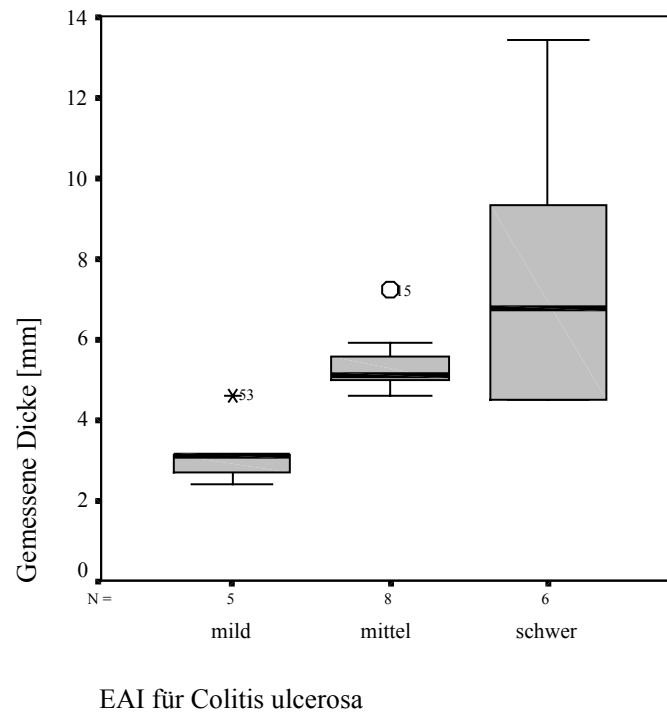 14
12
10
8
6
4
2
0
Gemessene Dicke [mm]
15
53
N = 5 8 6
mild mittel schwer
EAI für Colitis ulcerosa